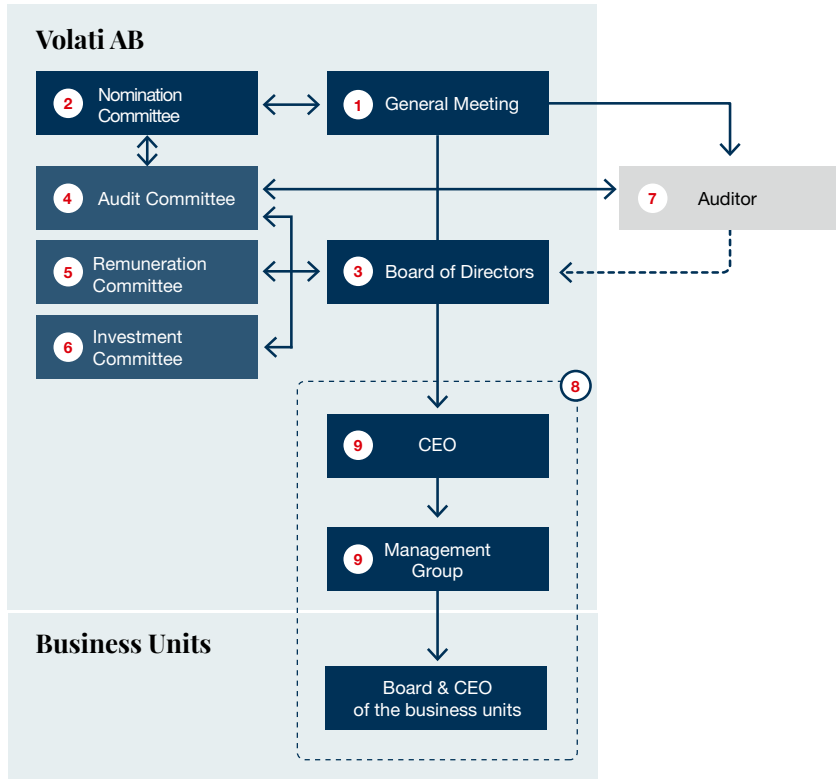 Volati AB
2
Nomination
Committee
1
General Meeting
4
Audit Committee
7
Auditor
5
Remuneration
Committee
3
Board of Directors
6
Investment
Committee
8
9
CEO
9
Management
Group
Business Units
Board & CEO
of the business units